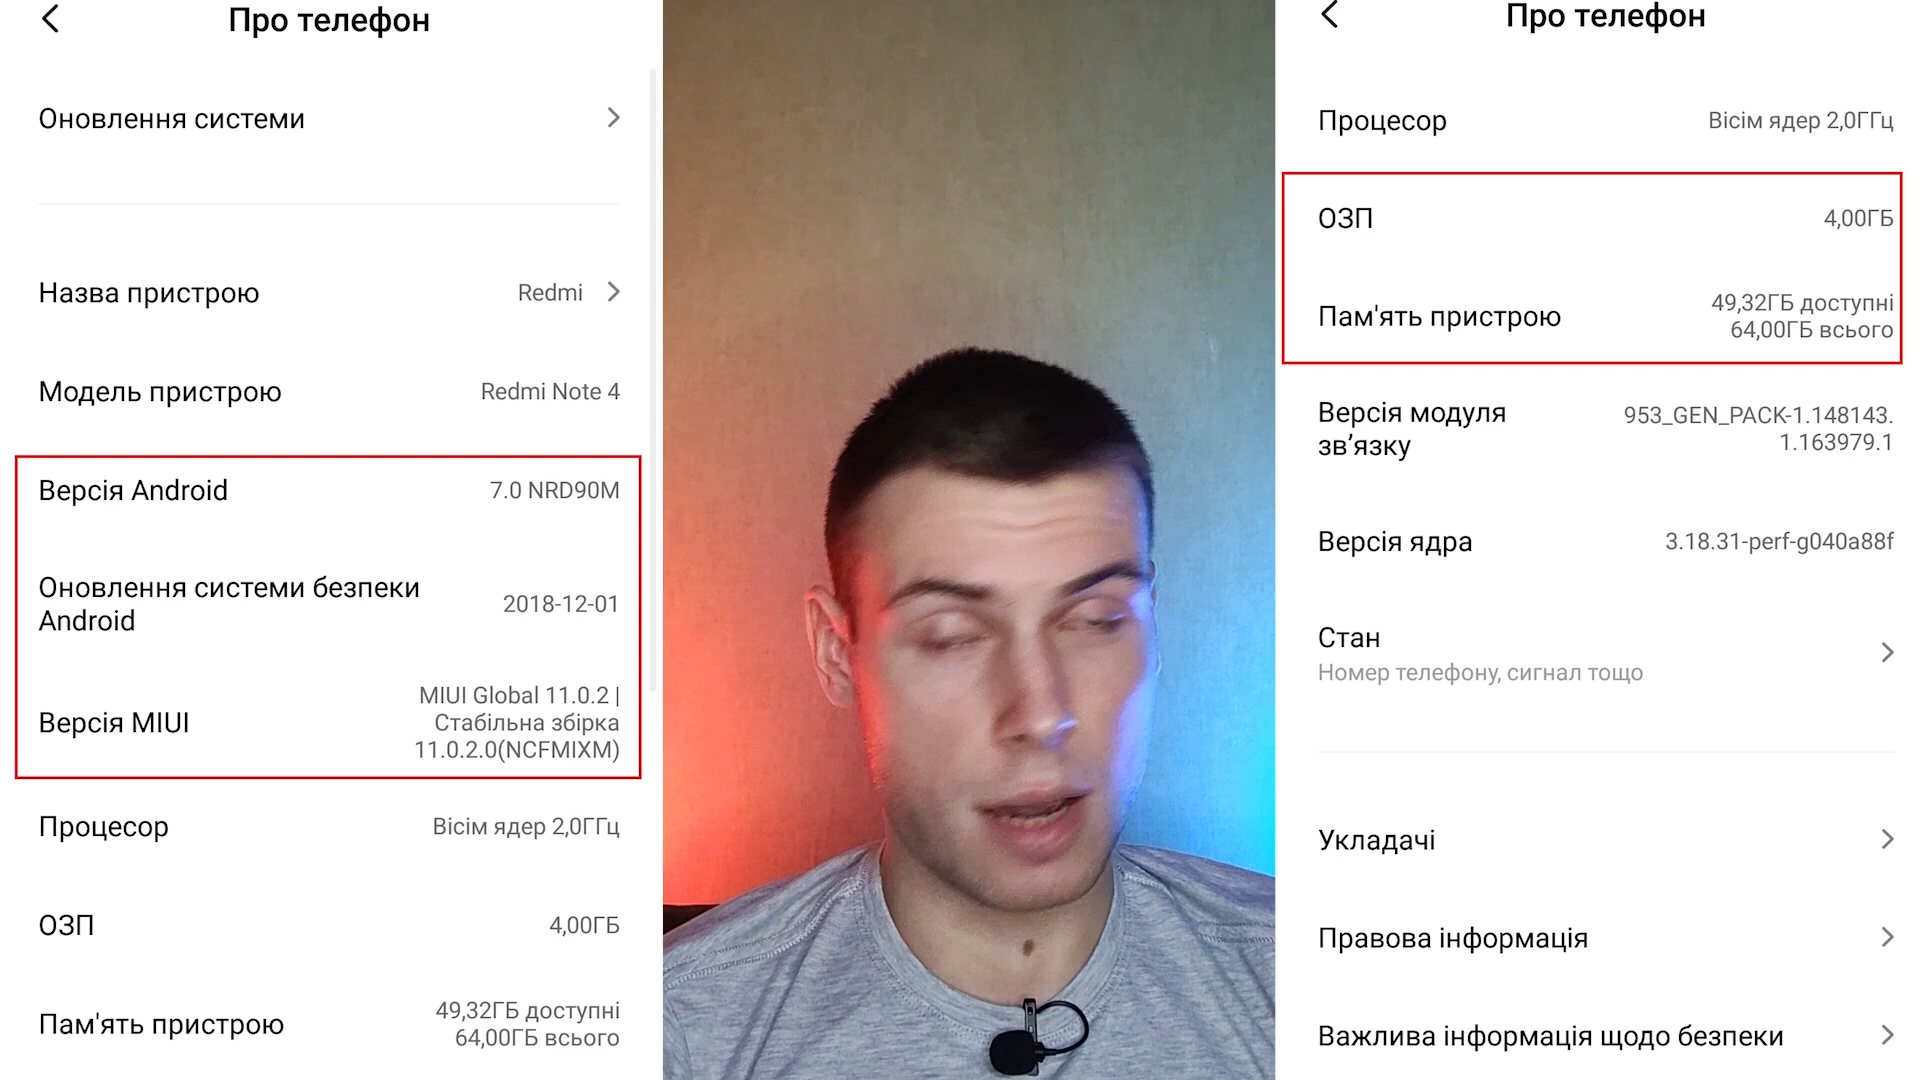 Про телефон
Оновлення системи
Назва пристрою Redmi
Модель пристрою Redmi Note 4
Версія Android 7.0 NRD90M
Оновлення системи безпеки
Android
2018-12-01
Версія MIUI
MIUI Global 11.0.2 |
Стабільна збірка
11.0.2.0(NCFMIXM)
Процесор Вісім ядер 2,0ГГц
ОЗП 4,00ГБ
Пам'ять пристрою
49,32ГБ доступні
64,00ГБ всього
Про телефон
Процесор Вісім ядер 2,0ГГц
ОЗП 4,00ГБ
Пам'ять пристрою
49,32ГБ доступні
64,00ГБ всього
Версія модуля
зв’язку
953_GEN_PACK-1.148143.
1.163979.1
Версія ядра 3.18.31-perf-g040a88f
Стан
Номер телефону, сигнал тощо
Укладачі
Правова інформація
Важлива інформація щодо безпеки